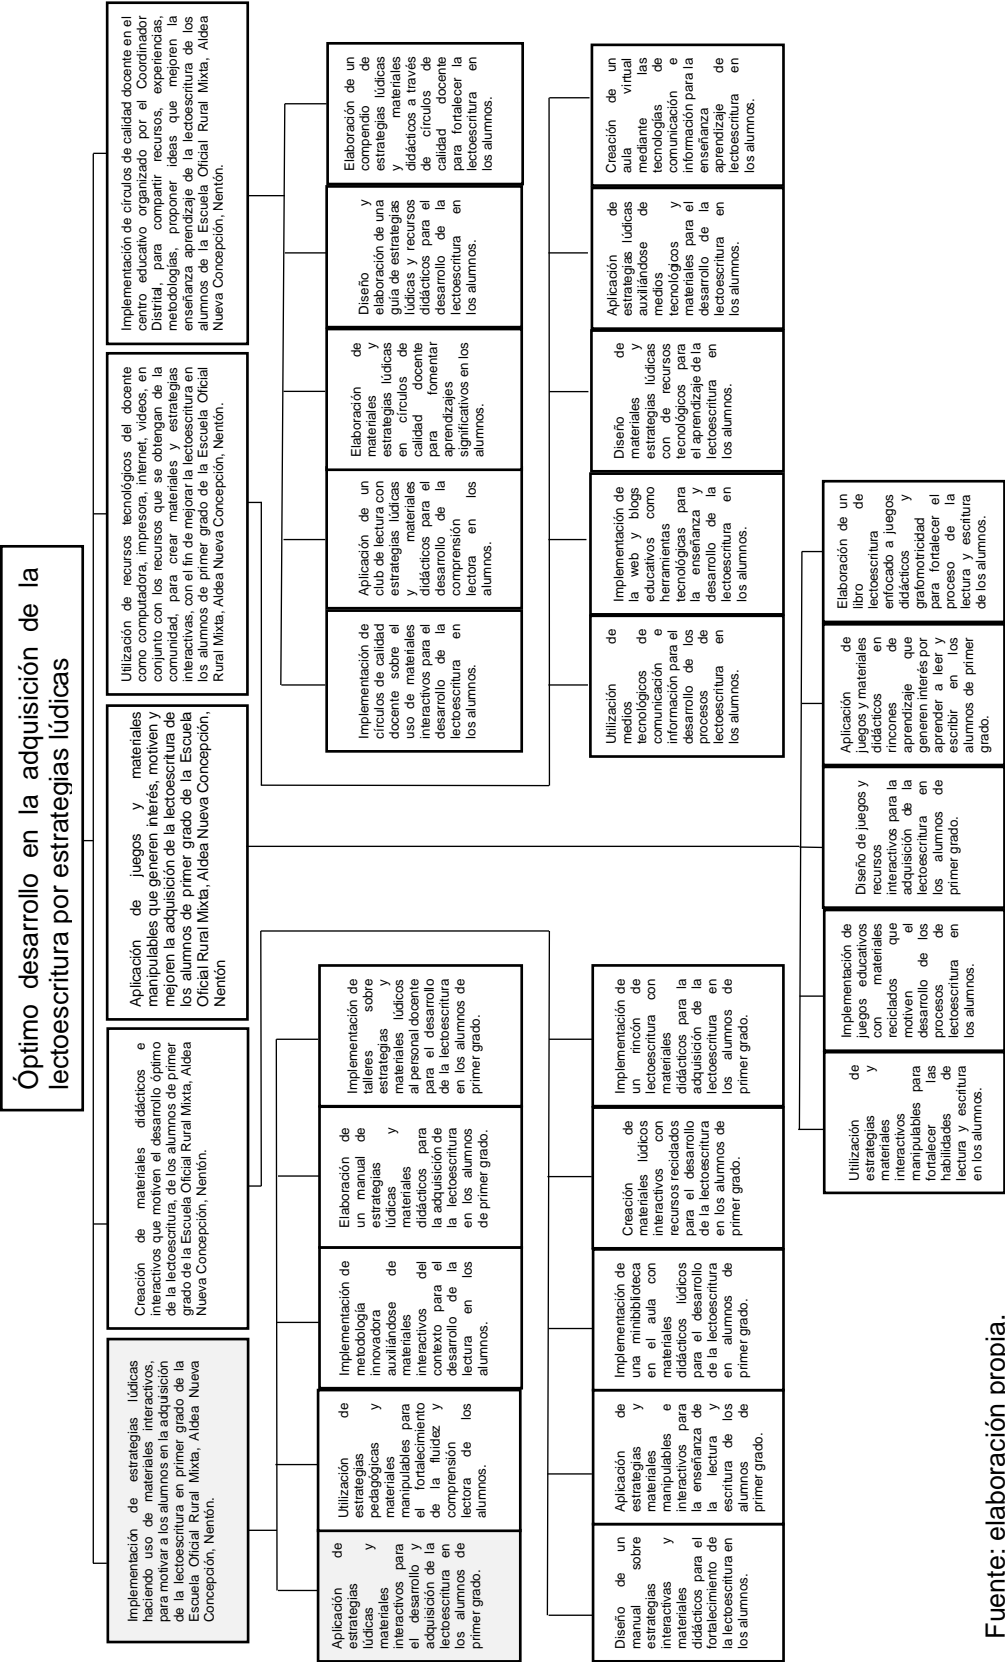 Óptimo desarrollo en la adquisición de la
lectoescritura por estrategias lúdicas
Implementación de estrategias lúdicas
haciendo uso de materiales interactivos,
para motivar a los alumnos en la adquisición
de la lectoescritura en primer grado de la
Escuela Oficial Rural Mixta, Aldea Nueva
Concepción, Nentón.
Creación de materiales didácticos e
interactivos que motiven el desarrollo óptimo
de la lectoescritura, de los alumnos de primer
grado de la Escuela Oficial Rural Mixta, Aldea
Nueva Concepción, Nentón.
Aplicación de juegos y materiales
manipulables que generen interés, motiven y
mejoren la adquisición de la lectoescritura de
los alumnos de primer grado de la Escuela
Oficial Rural Mixta, Aldea Nueva Concepción,
Nentón
Utilización de recursos tecnológicos del docente
como computadora, impresora, internet, videos, en
conjunto con los recursos que se obtengan de la
comunidad, para crear materiales y estrategias
interactivas, con el fin de mejorar la lectoescritura en
los alumnos de primer grado de la Escuela Oficial
Rural Mixta, Aldea Nueva Concepción, Nentón.
Implementación de círculos de calidad docente en el
centro educativo organizado por el Coordinador
Distrital, para compartir recursos, experiencias,
metodologías, proponer ideas que mejoren la
enseñanza aprendizaje de la lectoescritura de los
alumnos de la Escuela Oficial Rural Mixta, Aldea
Nueva Concepción, Nentón.
Aplicación de
estrategias y
lúdicas
materiales
interactivos para
el desarrollo y
adquisición de la
lectoescritura en
los alumnos de
primer grado.
Utilización de
estrategias
pedagógicas y
materiales
manipulables para
el fortalecimiento
de la fluidez y
comprensión
lectora de los
alumnos.
Implementación de
metodología
innovadora
auxiliándose de
materiales
interactivos del
contexto para el
desarrollo de la
lectura en los
alumnos.
Elaboración de
un manual de
estrategias
lúdicas y
materiales
didácticos para
la adquisición de
la lectoescritura
en los alumnos
de primer grado.
Implementación de
talleres sobre
estrategias y
materiales lúdicos
al personal docente
para el desarrollo
de la lectoescritura
en los alumnos de
primer grado.
Implementación de
círculos de calidad
docente sobre el
uso de materiales
interactivos para el
desarrollo de la
lectoescritura en
los alumnos.
Aplicación de un
club de lectura con
estrategias lúdicas
y materiales
didácticos para el
desarrollo de la
comprensión
lectora en los
alumnos.
Elaboración de
materiales y
estrategias lúdicas
en círculos de
calidad docente
para fomentar
aprendizajes
significativos en los
alumnos.
Diseño y
elaboración de una
guía de estrategias
lúdicas y recursos
didácticos para el
desarrollo de la
lectoescritura en
los alumnos.
Elaboración de un
compendio de
estrategias lúdicas
y materiales
didácticos a través
de círculos de
calidad docente
para fortalecer la
lectoescritura en
los alumnos.
Diseño de un
manual sobre
estrategias
interactivas y
materiales
didácticos para el
fortalecimiento de
la lectoescritura en
los alumnos.
Aplicación de
estrategias y
materiales
manipulables e
interactivos para
la enseñanza de
la lectura y
escritura de los
alumnos de
primer grado.
Implementación de
una minibiblioteca
en el aula con
materiales
didácticos lúdicos
para el desarrollo
de la lectoescritura
en alumnos de
primer grado.
Creación de
materiales lúdicos
interactivos con
recursos reciclados
para el desarrollo
de la lectoescritura
en los alumnos de
primer grado.
Implementación de
un rincón de
lectoescritura con
materiales
didácticos para la
adquisición de la
lectoescritura en
los alumnos de
primer grado.
Utilización de
medios
tecnológicos de
comunicación e
información para el
desarrollo de los
procesos de
lectoescritura en
los alumnos.
Implementación de
la web y blogs
educativos como
herramientas
tecnológicas para
la enseñanza y
desarrollo de la
lectoescritura en
los alumnos.
Diseño de
materiales y
estrategias lúdicas
con de recursos
tecnológicos para
el aprendizaje de la
lectoescritura en
los alumnos.
Aplicación de
estrategias lúdicas
auxiliándose de
medios
tecnológicos y
materiales para el
desarrollo de la
lectoescritura en
los alumnos.
Creación de un
aula virtual
mediante las
tecnologías de
comunicación e
información para la
enseñanza
aprendizaje de
lectoescritura en
los alumnos.
Utilización de
estrategias y
materiales
interactivos
manipulables para
fortalecer las
habilidades de
lectura y escritura
en los alumnos.
Implementación de
juegos educativos
con materiales
reciclados que
motiven el
desarrollo de los
procesos de
lectoescritura en
los alumnos.
Diseño de juegos y
recursos
interactivos para la
adquisición de la
lectoescritura en
los alumnos de
primer grado.
Aplicación de
juegos y materiales
didácticos en
rincones de
aprendizaje que
generen interés por
aprender a leer y
escribir en los
alumnos de primer
grado.
Elaboración de un
libro de
lectoescritura
enfocado a juegos
didácticos y
grafomotricidad
para fortalecer el
proceso de la
lectura y escritura
de los alumnos.
Fuente: elaboración propia.